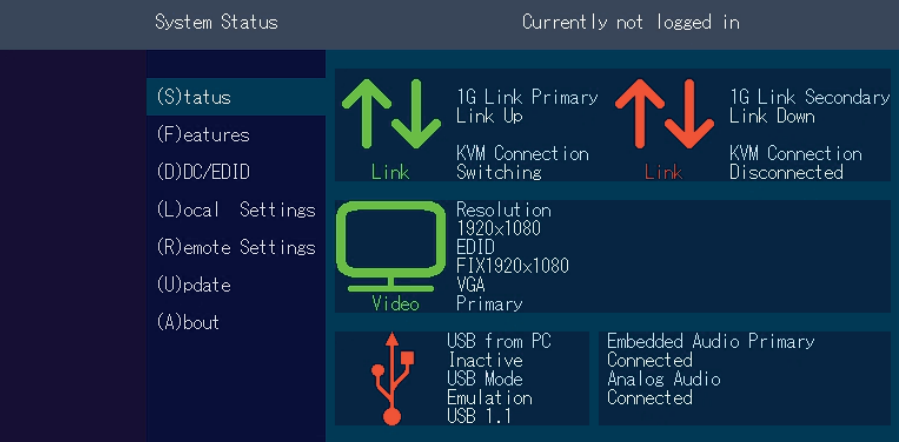 System Status
Currently not logged in
(S)tatus
(F)eatures
(D)DC/EDID
(L)ocal Settings
(R)emote Settings
(U)pdate
(A)bout
Link
1G Link Primary
Link Up
KVM Connection
Switching
Link
1G Link Secondary
Link Down
KVM Connection
Disconnected
Video
Resolution
1920x1080
EDID
FIX1920x1080
VGA
Primary
USB from PC
Inactive
USB Mode
Emulation
USB 1.1
Embedded Audio Primary
Connected
Analog Audio
Connected